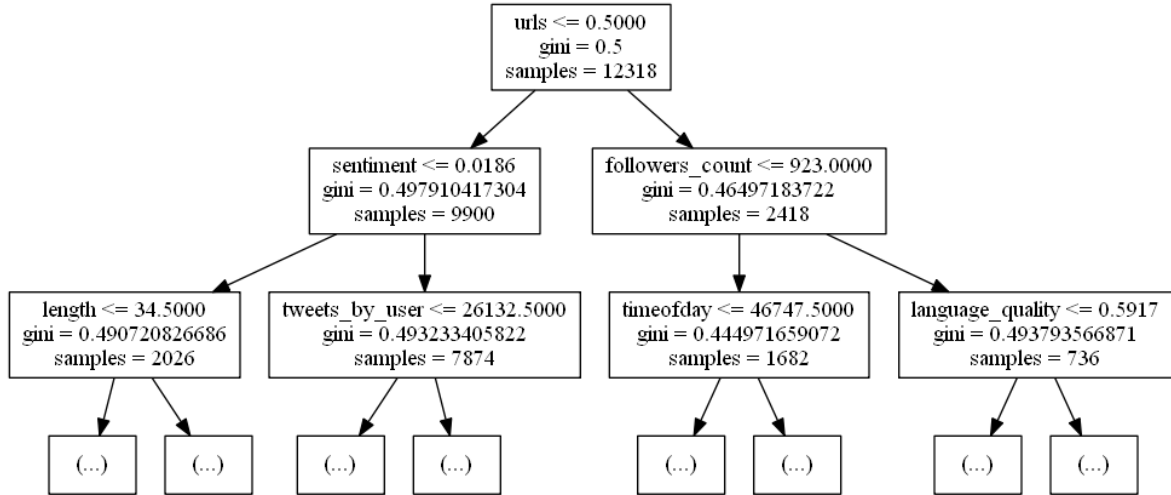 urls <= 0.5000
gini = 0.5
samples = 12318
sentiment <= 0.0186
gini = 0.497910417304
samples = 9900
followers_count <= 923.0000
gini = 0.46497183722
samples = 2418
length <= 34.5000
gini = 0.490720826686
samples = 2026
tweets_by_user <= 26132.5000
gini = 0.493233405822
samples = 7874
timeofday <= 46747.5000
gini = 0.444971659072
samples = 1682
language_quality <= 0.5917
gini = 0.493793566871
samples = 736
(...)
(...)
(...)
(...)
(...)
(...)
(...)
(...)